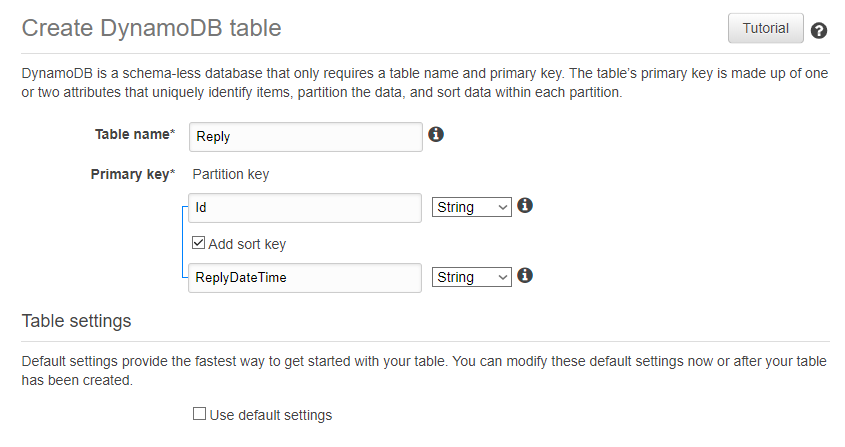 Create DynamoDB table
Tutorial
DynamoDB is a schema-less database that only requires a table name and primary key. The table's primary key is made up of one
or two attributes that uniquely identify items, partition the data, and sort data within each partition.
Table name* Reply
Primary key* Partition key
Id String
Add sort key
ReplyDateTime String
Table settings
Default settings provide the fastest way to get started with your table. You can modify these default settings now or after your table
has been created.
Use default settings